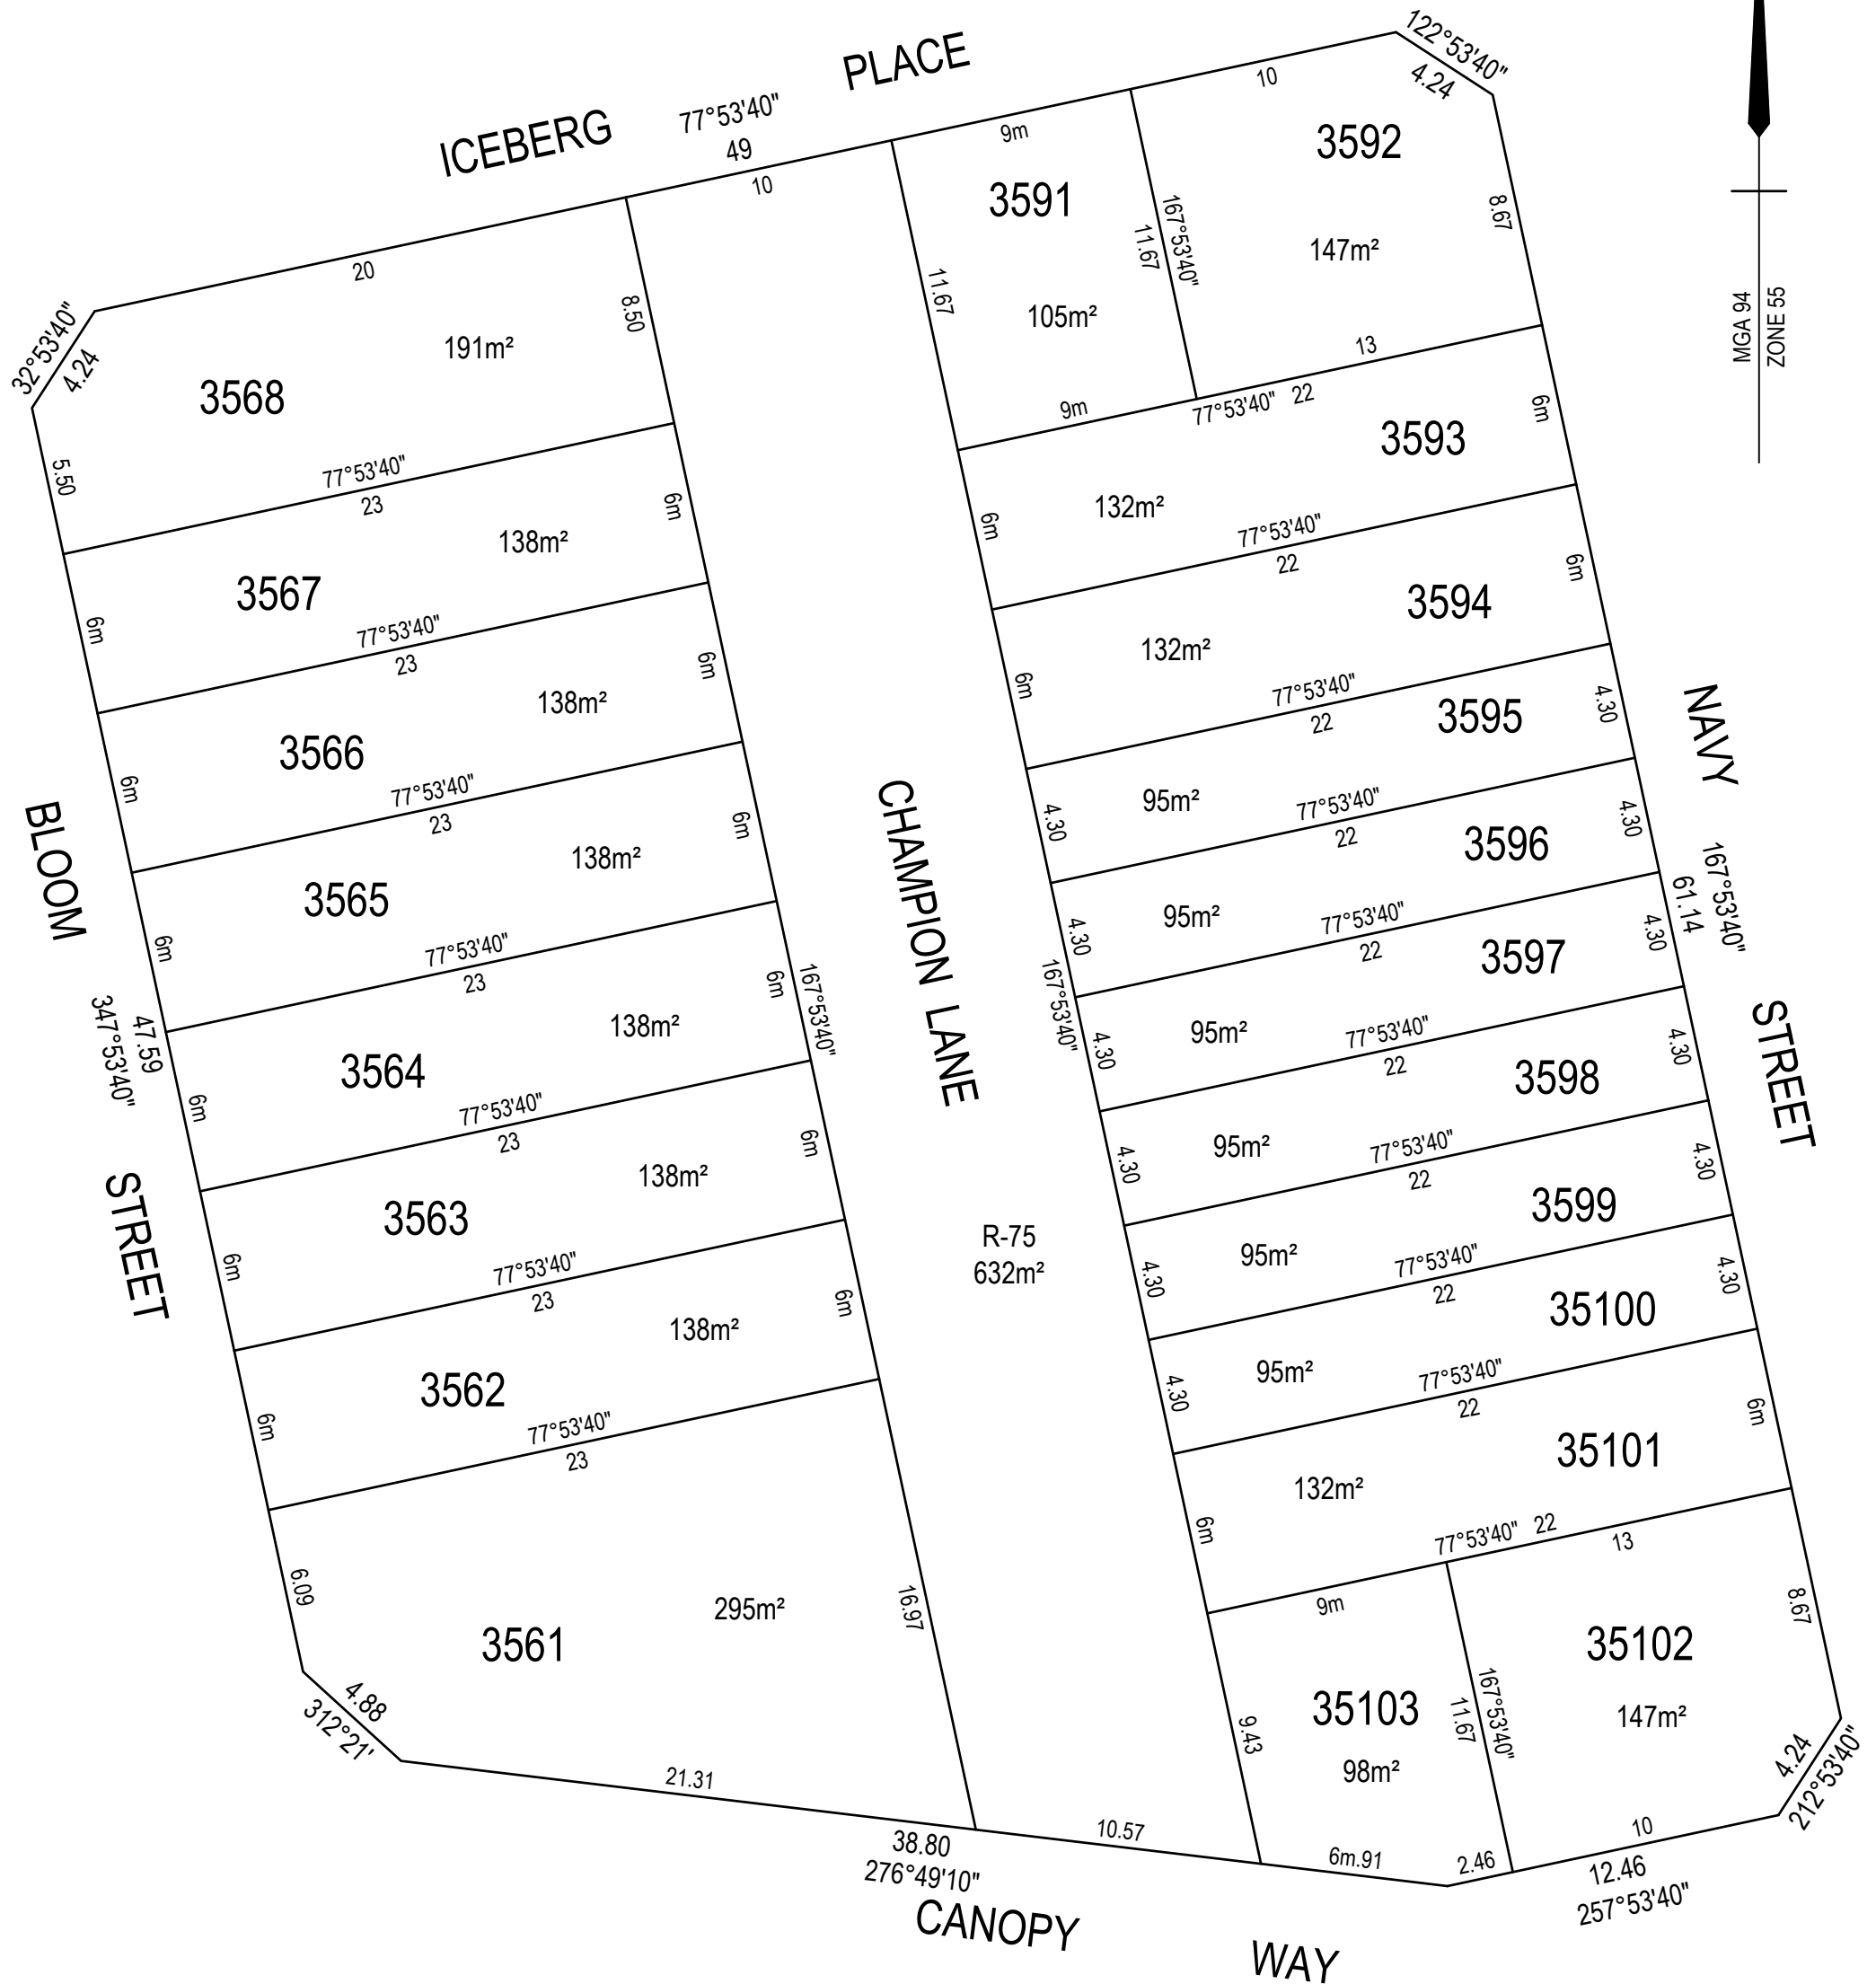 ICEBERG PLACE
77°53'40"
49
10
20
9m
10
122°53'40"
4.24
32°53'40"
4.24
MGA 94
ZONE 55
3568
191m²
8.50
5.50
77°53'40"
23
3567
138m²
6m
6m
77°53'40"
23
3566
138m²
6m
6m
77°53'40"
23
3565
138m²
6m
6m
77°53'40"
23
3564
138m²
6m
6m
77°53'40"
23
3563
138m²
6m
6m
77°53'40"
23
3562
138m²
6m
6m
77°53'40"
23
3561
295m²
6.09
16.97
4.88
312°21'
21.31
BLOOM STREET
47.59
347°53'40"
167°53'40"
CHAMPION LANE
R-75
632m²
167°53'40"
3591
105m²
11.67
11.67
167°53'40"
9m
3592
147m²
8.67
13
77°53'40" 22
3593
132m²
6m
6m
77°53'40"
22
3594
132m²
6m
6m
77°53'40"
22
3595
95m²
4.30
4.30
77°53'40"
22
3596
95m²
4.30
4.30
77°53'40"
22
3597
95m²
4.30
4.30
77°53'40"
22
3598
95m²
4.30
4.30
77°53'40"
22
3599
95m²
4.30
4.30
77°53'40"
22
35100
95m²
4.30
4.30
77°53'40"
22
35101
132m²
6m
6m
77°53'40" 22
13
9m
35102
147m²
8.67
167°53'40"
11.67
35103
98m²
9.43
4.24
212°53'40"
NAVY STREET
167°53'40"
61.14
10.57
6m.91
2.46
10
12.46
257°53'40"
38.80
276°49'10"
CANOPY WAY